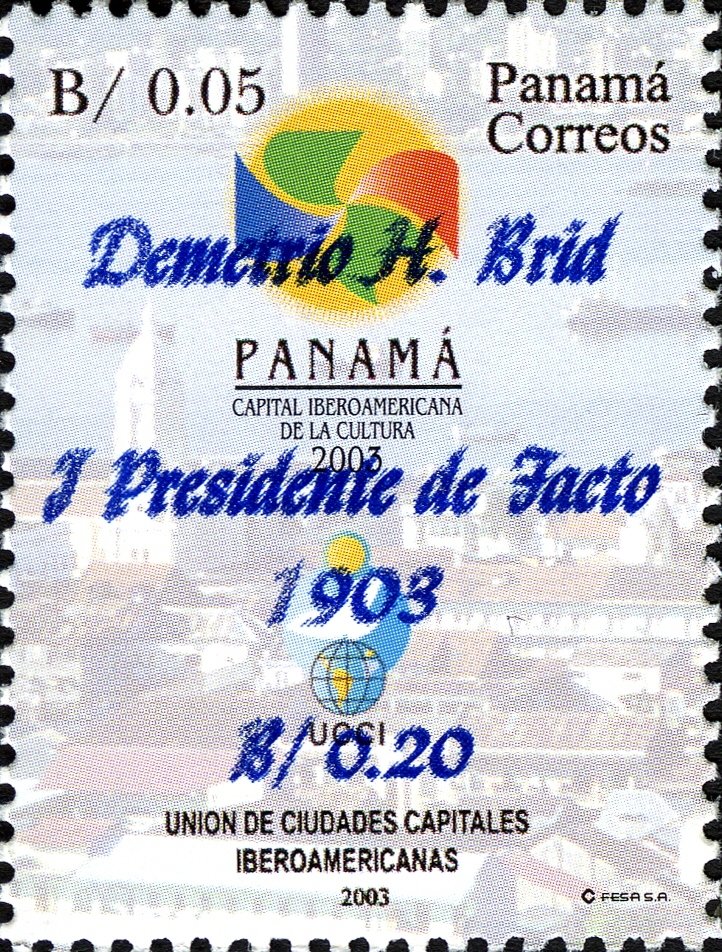 B/ 0.05
Panamá
Correos
Demetrio H. Brid
PANAMÁ
CAPITAL IBEROAMERICANA
DE LA CULTURA
2003
I Presidente de Facto
1903
UCCI
B/ 0.20
UNION DE CIUDADES CAPITALES
IBEROAMERICANAS
2003
FESA S.A.